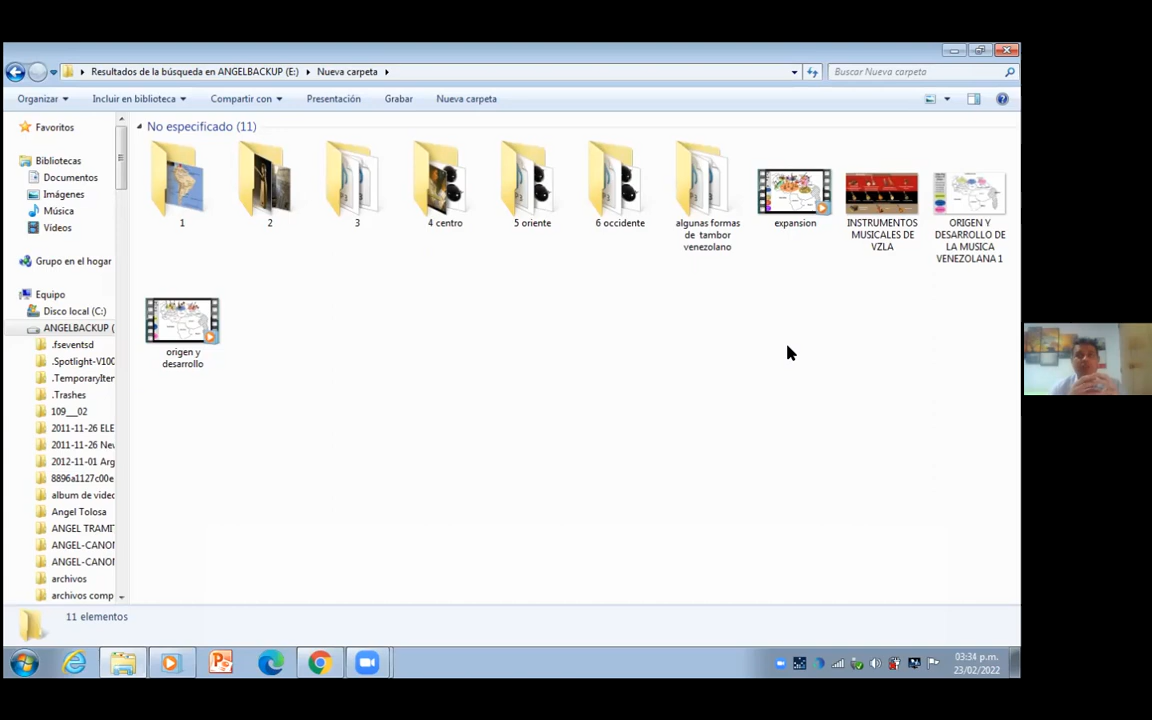 Resultados de la búsqueda en ANGELBACKUP (E:) Nueva carpeta
Buscar Nueva carpeta
Organizar Incluir en biblioteca Compartir con Presentación Grabar Nueva carpeta
Favoritos
Bibliotecas
Documentos
Imágenes
Música
Vídeos
Grupo en el hogar
Equipo
Disco local (C:)
ANGELBACKUP (
.fseventsd
.Spotlight-V100
.TemporaryIter
.Trashes
109__02
2011-11-26 ELE
2011-11-26 Nev
2012-11-01 Arg
8896a1127c00e
album de video
Angel Tolosa
ANGEL TRAMIT
ANGEL-CANON
ANGEL-CANON
archivos
archivos comp
No especificado (11)
1
2
3
4 centro
5 oriente
6 occidente
algunas formas
de tambor
venezolano
expansion
INSTRUMENTOS
MUSICALES DE
VZLA
ORIGEN Y
DESARROLLO DE
LA MUSICA
VENEZOLANA 1
origen y
desarrollo
11 elementos
03:34 p.m.
23/02/2022